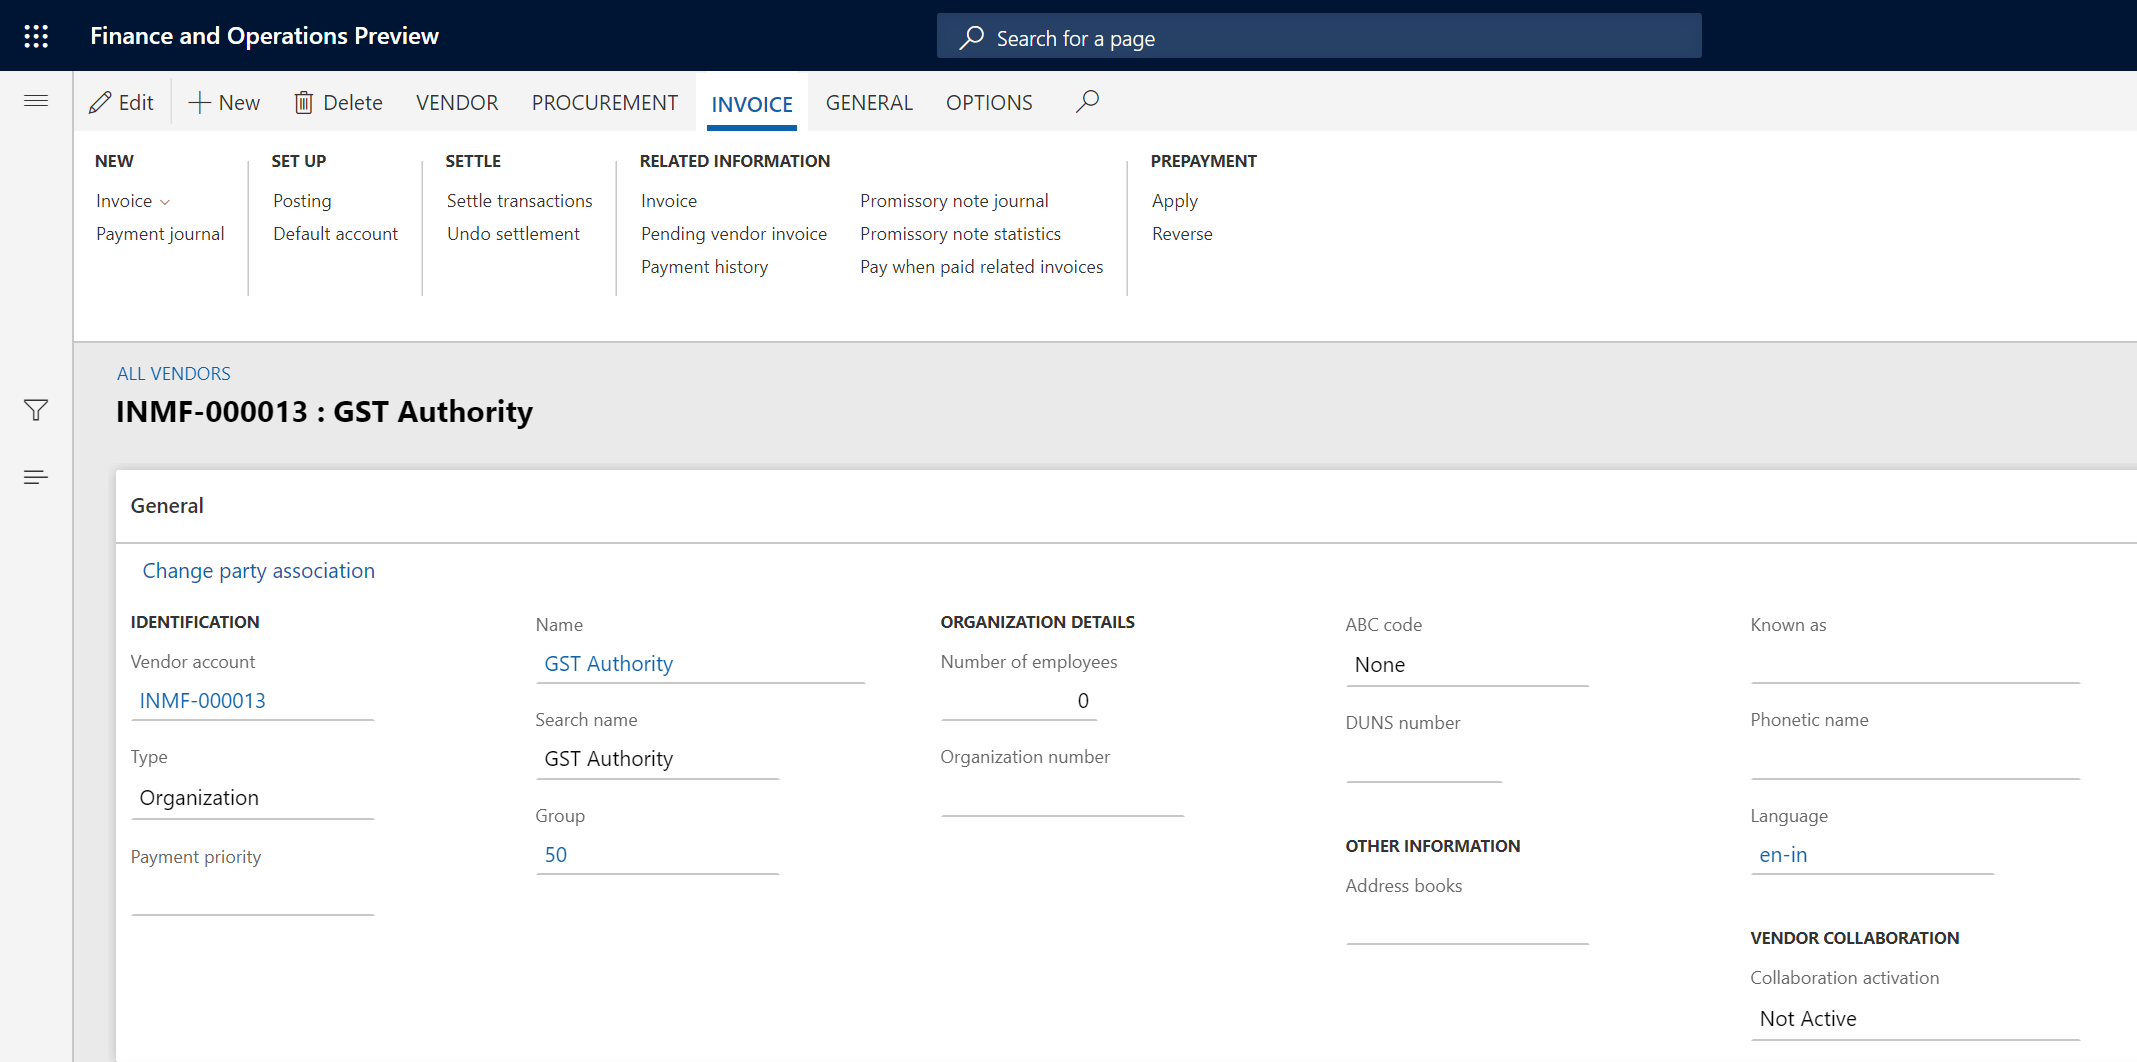 Finance and Operations Preview
Search for a page
Edit
New
Delete
VENDOR
PROCUREMENT
INVOICE
GENERAL
OPTIONS
NEW
Invoice
Payment journal
SET UP
Posting
Default account
SETTLE
Settle transactions
Undo settlement
RELATED INFORMATION
Invoice
Pending vendor invoice
Payment history
Promissory note journal
Promissory note statistics
Pay when paid related invoices
PREPAYMENT
Apply
Reverse
ALL VENDORS
INMF-000013 : GST Authority
General
Change party association
IDENTIFICATION
Vendor account
INMF-000013
Type
Organization
Payment priority
Name
GST Authority
Search name
GST Authority
Group
50
ORGANIZATION DETAILS
Number of employees
0
Organization number
ABC code
None
DUNS number
OTHER INFORMATION
Address books
Known as
Phonetic name
Language
en-in
VENDOR COLLABORATION
Collaboration activation
Not Active